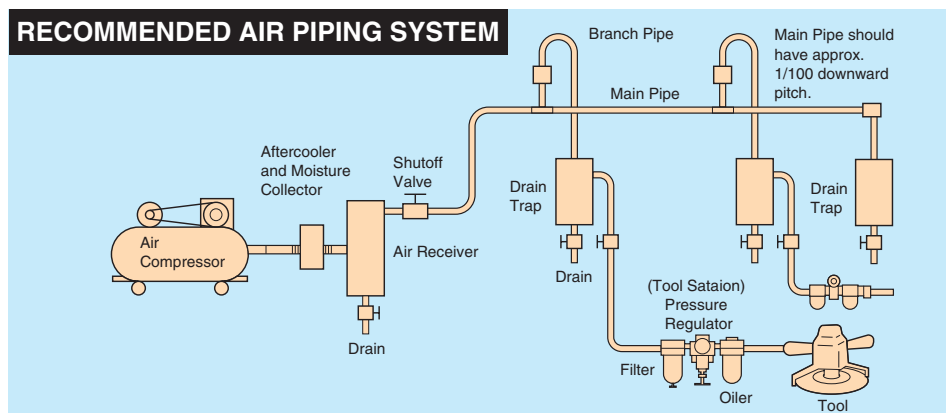 RECOMMENDED AIR PIPING SYSTEM
Branch Pipe
Main Pipe should
have approx.
1/100 downward
pitch.
Main Pipe
Aftercooler
and Moisture
Collector
Shutoff
Valve
Drain
Trap
Drain
Trap
Air
Compressor
Air Receiver
Drain
(Tool Sataion)
Pressure
Regulator
Drain
Filter
Oiler
Tool